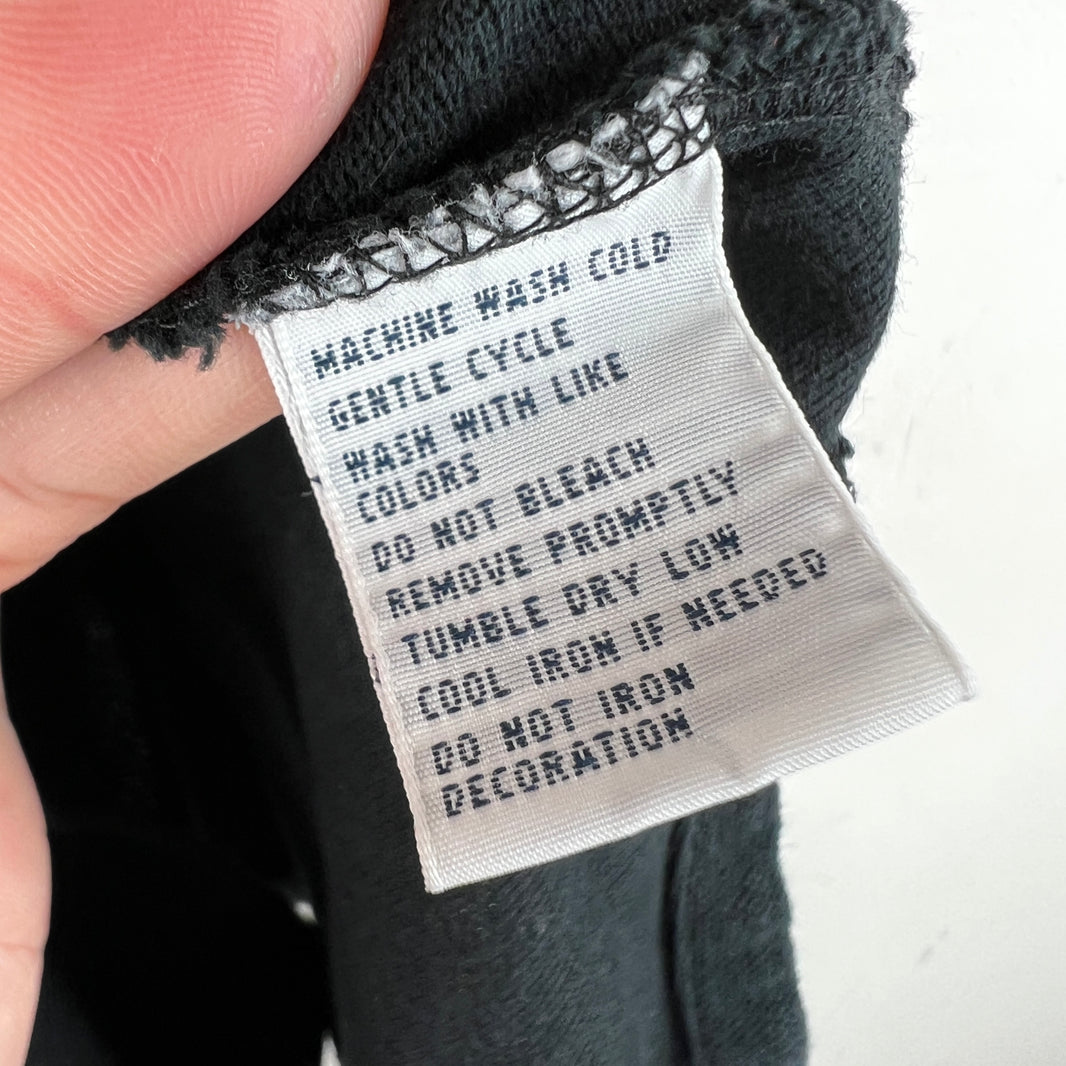 MACHINE WASH COLD
GENTLE CYCLE
WASH WITH LIKE
COLORS
DO NOT BLEACH
REMOVE PROMPTLY
TUMBLE DRY LOW
COOL IRON IF NEEDED
DO NOT IRON
DECORATION